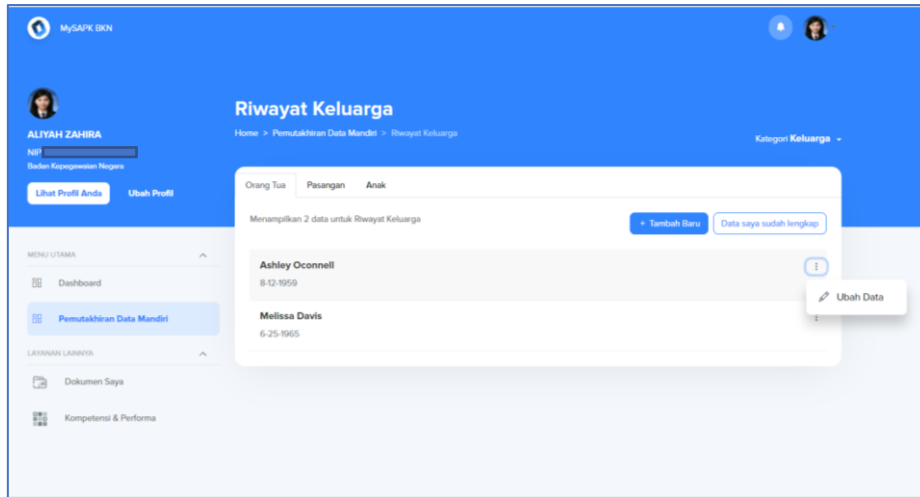 MySAPK BKN
ALIYAH ZAHIRA
NIP
Badan Kepegawaian Negara
Lihat Profil Anda
Ubah Profil
MENU UTAMA
Dashboard
Pemutakhiran Data Mandiri
LAYANAN LAINNYA
Dokumen Saya
Kompetensi & Performa
Riwayat Keluarga
Home > Pemutakhiran Data Mandiri > Riwayat Keluarga
Kategori Keluarga
Orang Tua Pasangan Anak
Menampilkan 2 data untuk Riwayat Keluarga
+ Tambah Baru
Data saya sudah lengkap
Ashley Oconnell
8-12-1959
Ubah Data
Melissa Davis
6-25-1965